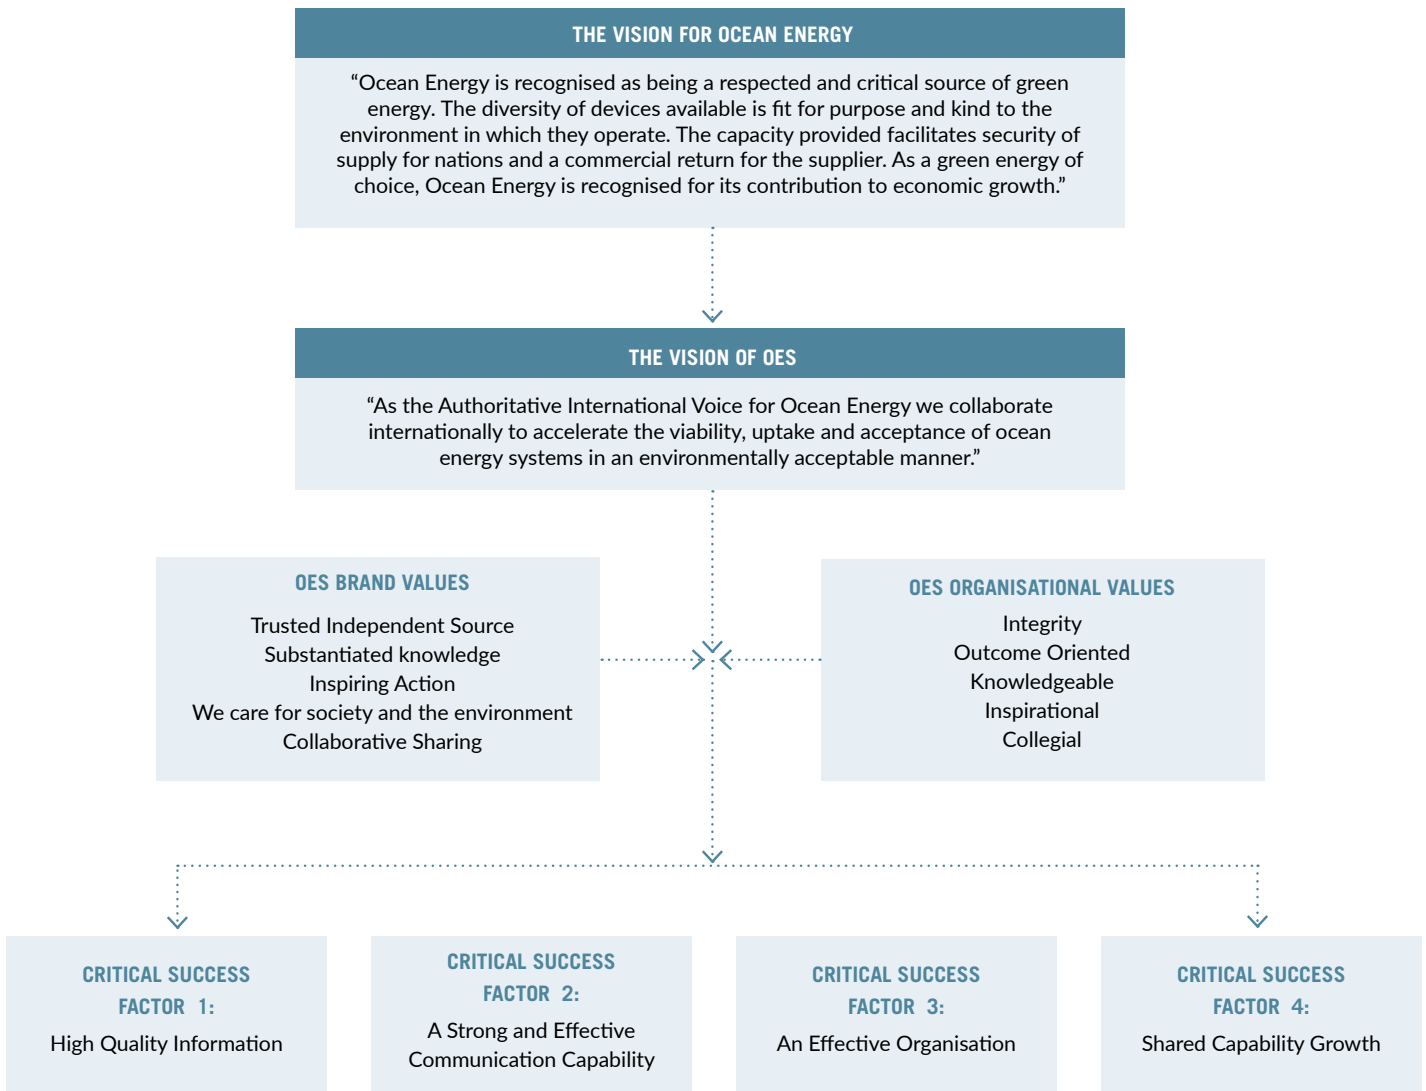 THE VISION FOR OCEAN ENERGY
“Ocean Energy is recognised as being a respected and critical source of green
energy. The diversity of devices available is fit for purpose and kind to the
environment in which they operate. The capacity provided facilitates security of
supply for nations and a commercial return for the supplier. As a green energy of
choice, Ocean Energy is recognised for its contribution to economic growth.”
THE VISION OF OES
“As the Authoritative International Voice for Ocean Energy we collaborate
internationally to accelerate the viability, uptake and acceptance of ocean
energy systems in an environmentally acceptable manner.”
OES BRAND VALUES
Trusted Independent Source
Substantiated knowledge
Inspiring Action
We care for society and the environment
Collaborative Sharing
OES ORGANISATIONAL VALUES
Integrity
Outcome Oriented
Knowledgeable
Inspirational
Collegial
CRITICAL SUCCESS
FACTOR 1:
High Quality Information
CRITICAL SUCCESS
FACTOR 2:
A Strong and Effective
Communication Capability
CRITICAL SUCCESS
FACTOR 3:
An Effective Organisation
CRITICAL SUCCESS
FACTOR 4:
Shared Capability Growth